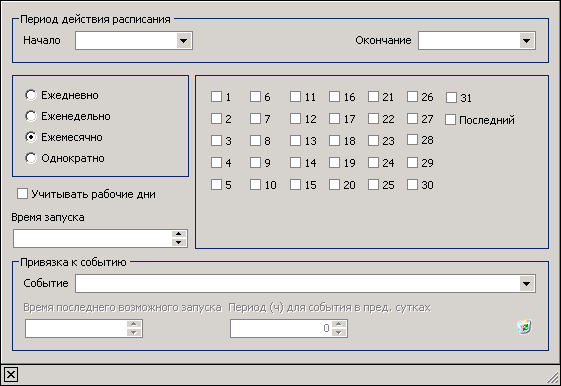 Период действия расписания
Начало
Окончание
Ежедневно
Еженедельно
Ежемесячно
Однократно
1 6 11 16 21 26 31
2 7 12 17 22 27 Последний
3 8 13 18 23 28
4 9 14 19 24 29
5 10 15 20 25 30
Учитывать рабочие дни
Время запуска
Привязка к событию
Событие
Время последнего возможного запуска Период (ч) для события в пред. сутках
0